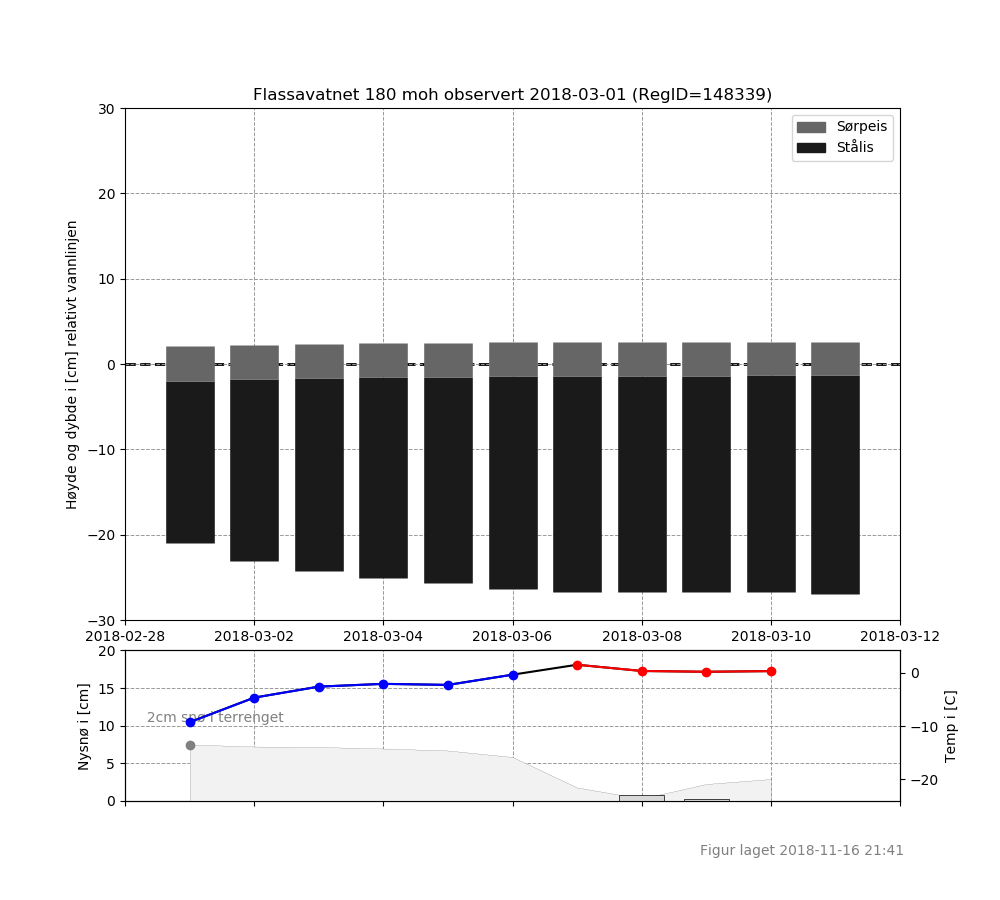 Flassavatnet 180 moh observert 2018-03-01 (RegID=148339)
Sørpeis
Stålis
Høyde og dybde i [cm] relativt vannlinjen
30
20
10
0
−10
−20
−30
2018-02-28 2018-03-02 2018-03-04 2018-03-06 2018-03-08 2018-03-10 2018-03-12
Nysnø i [cm]
20
15
10
5
0
2cm snø i terrenget
0
−10
−20
Temp i [C]
Figur laget 2018-11-16 21:41